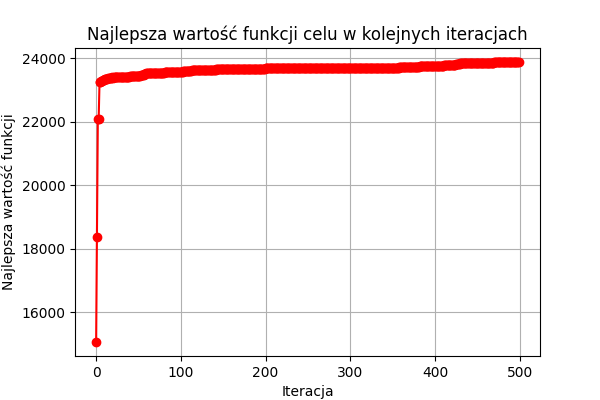 Najlepsza wartość funkcji celu w kolejnych iteracjach
Najlepsza wartość funkcji
24000
22000
20000
18000
16000
0 100 200 300 400 500
Iteracja